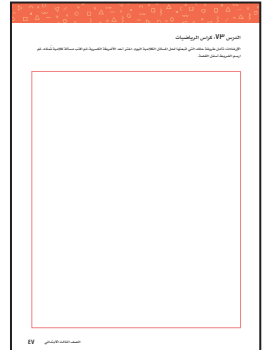 الدرس ٧٣: كراس الرياضيات
الإرشادات: تأمل طريقة حلك التي اتبعتها لحل المسائل الكلامية اليوم. اختر أحد الأشرطة الكسرية، ثم اكتب مسألة كلامية تُمثله، ثم
ارسم الشريط أسفل القصة.
الصف الثالث الابتدائي ٤٧